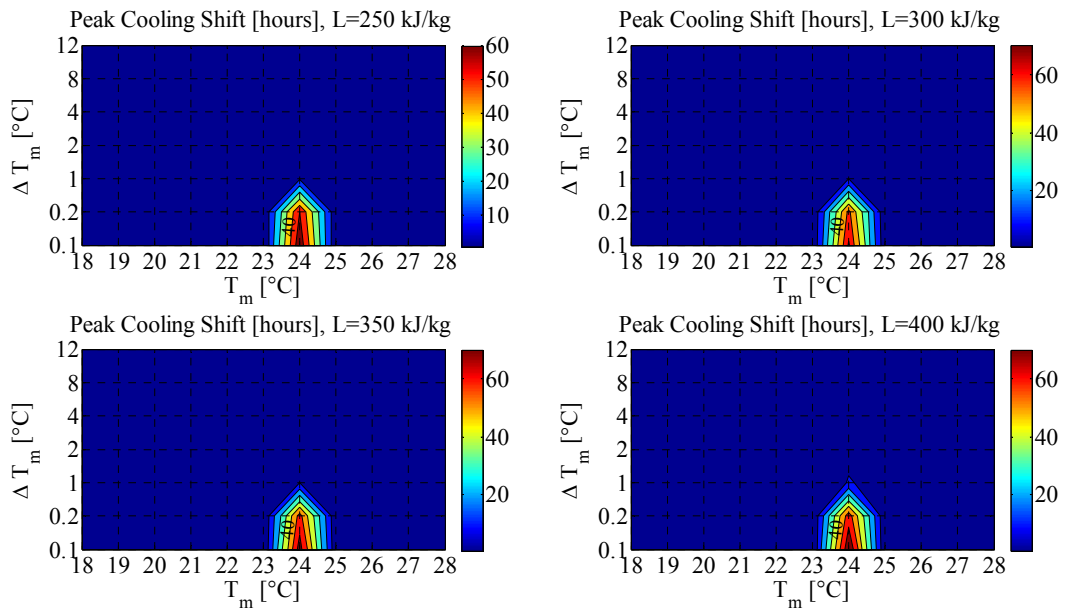 Peak Cooling Shift [hours], L=250 kJ/kg
12
8
4
2
1
0.2
0.1
Δ T_m [°C]
40
18 19 20 21 22 23 24 25 26 27 28
T_m [°C]
60
50
40
30
20
10
Peak Cooling Shift [hours], L=300 kJ/kg
12
8
4
2
1
0.2
0.1
Δ T_m [°C]
40
18 19 20 21 22 23 24 25 26 27 28
T_m [°C]
60
40
20
Peak Cooling Shift [hours], L=350 kJ/kg
12
8
4
2
1
0.2
0.1
Δ T_m [°C]
40
18 19 20 21 22 23 24 25 26 27 28
T_m [°C]
60
40
20
Peak Cooling Shift [hours], L=400 kJ/kg
12
8
4
2
1
0.2
0.1
Δ T_m [°C]
40
18 19 20 21 22 23 24 25 26 27 28
T_m [°C]
60
40
20